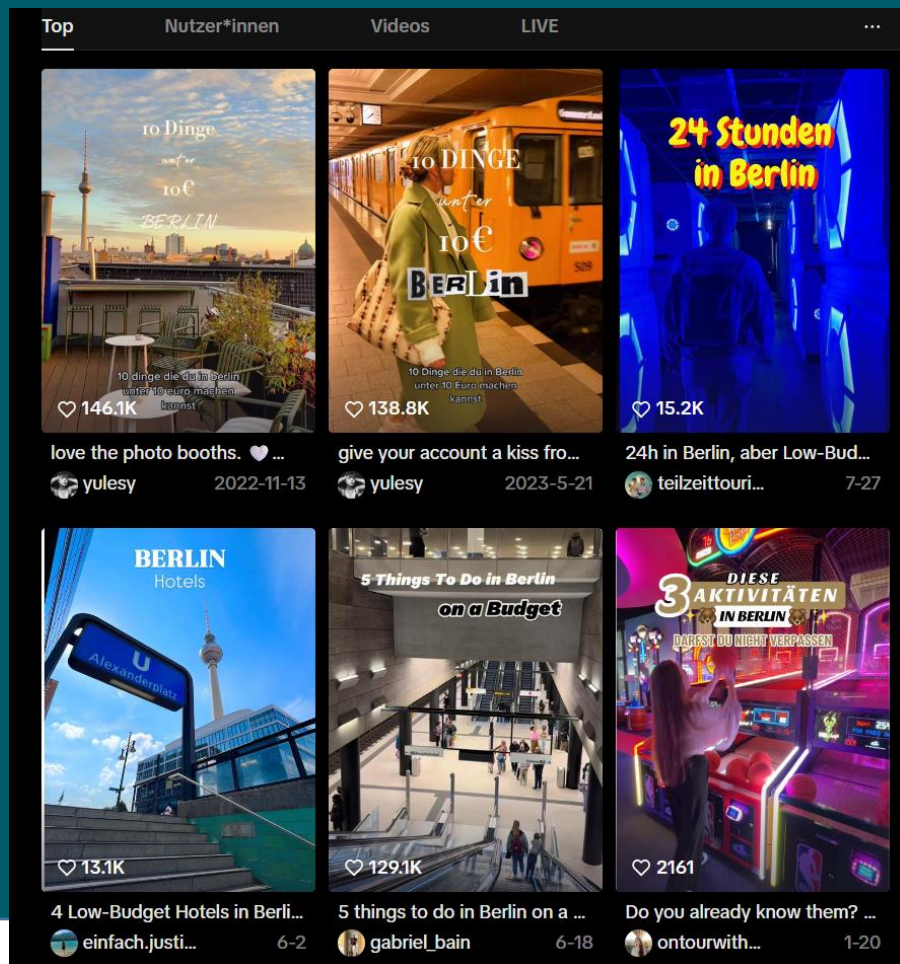 Top Nutzer*innen Videos LIVE ...
10 Dinge
unter
10€
BERLIN
10 dinge die du in berlin
unter 10 euro machen
kannst
146.1K
love the photo booths. 🤍 ...
yulesy 2022-11-13
10 DINGE
unter
10€
BERLin
509
10 Dinge die du in Berlin
unter 10 Euro machen
kannst
138.8K
give your account a kiss fro...
yulesy 2023-5-21
24 Stunden
in Berlin
15.2K
24h in Berlin, aber Low-Bud...
teilzeittouri... 7-27
BERLIN
Hotels
U
Alexanderplatz
13.1K
4 Low-Budget Hotels in Berli...
einfach.justi... 6-2
5 Things To Do in Berlin
on a Budget
129.1K
5 things to do in Berlin on a ...
gabriel_bain 6-18
3 DIESE
AKTIVITÄTEN
IN BERLIN
DARFST DU NICHT VERPASSEN
2161
Do you already know them? ...
ontourwith... 1-20